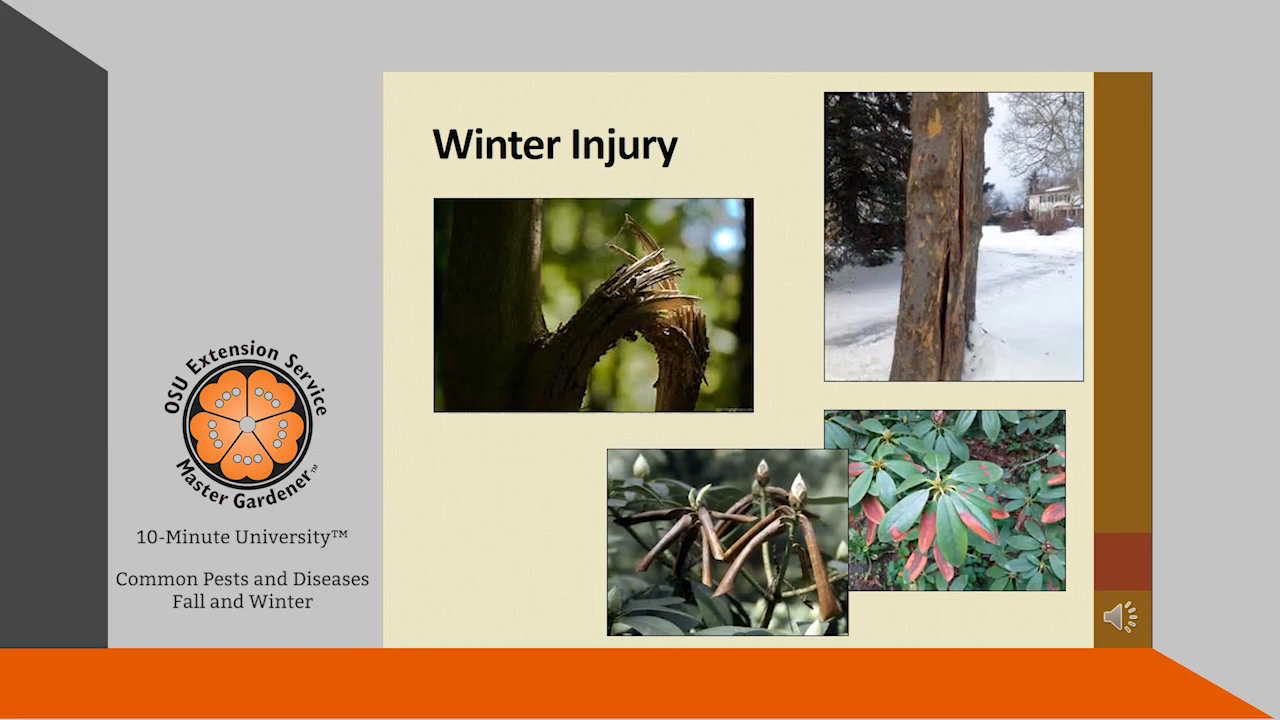 Winter Injury
OSU Extension Service
Master Gardener™
10-Minute University™
Common Pests and Diseases
Fall and Winter